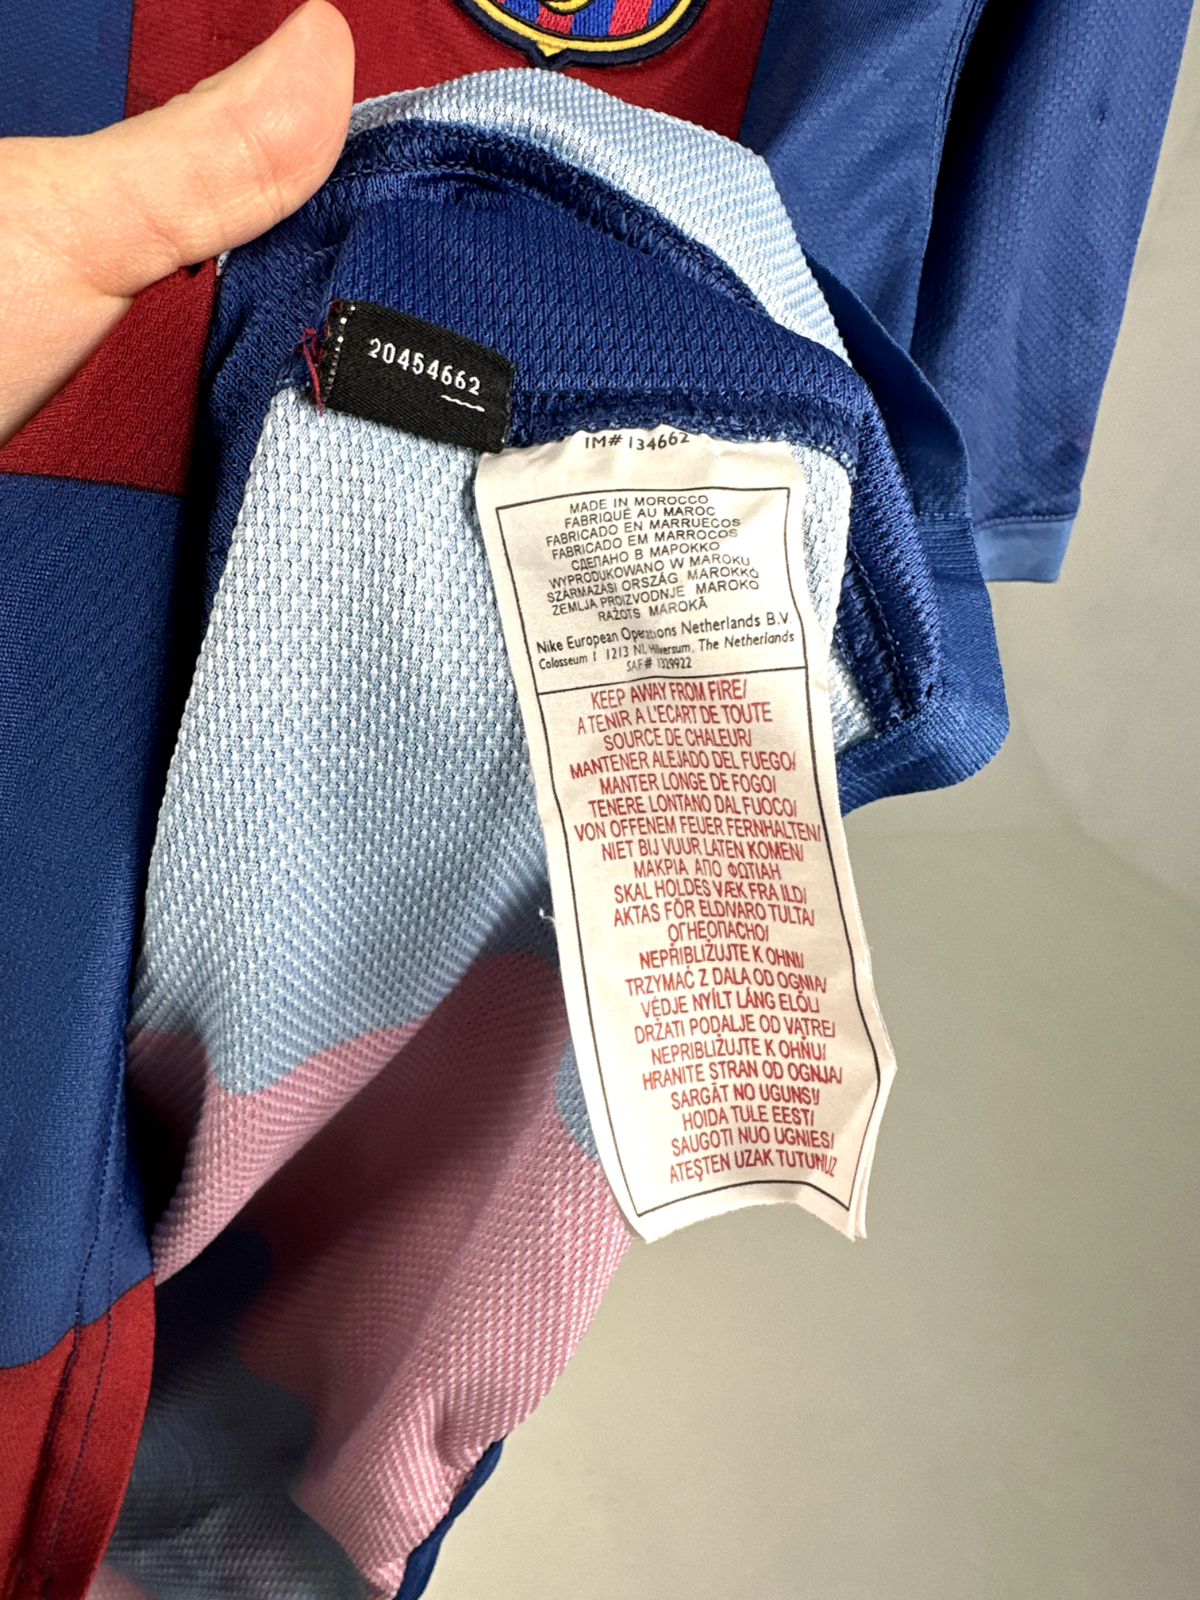 20454662
IM# 134662
MADE IN MOROCCO
FABRIQUÉ AU MAROC
FABRICADO EN MARRUECOS
FABRICADO EM MARROCOS
СДЕЛАНО В МАРОККО
WYPRODUKOWANO W MAROKU
SZÁRMAZÁSI ORSZÁG MAROKKÓ
ZEMLJA PROIZVODNJE MAROKO
RAŽOTS MAROKĀ
Nike European Operations Netherlands B.V.
Colosseum 1 1213 NL Hilversum, The Netherlands
SAF# 1329922
KEEP AWAY FROM FIRE/
A TENIR A L'ECART DE TOUTE
SOURCE DE CHALEUR/
MANTENER ALEJADO DEL FUEGO/
MANTER LONGE DE FOGO/
TENERE LONTANO DAL FUOCO/
VON OFFENEM FEUER FERNHALTEN/
NIET BIJ VUUR LATEN KOMEN/
ΜΑΚΡΙΑ ΑΠΟ ΦΩΤΙΑΗ
SKAL HOLDES VÆK FRA ILD/
AKTAS FÖR ELDNARO TULTA/
ОГНЕОПАСНО/
NEPŘIBLIŽUJTE K OHNI/
TRZYMAĆ Z DALA OD OGNIA/
VÉDJE NYÍLT LÁNG ELŐL/
DRŽATI PODALJE OD VATRE/
NEPRIBLIŽUJTE K OHŇU/
HRANITE STRAN OD OGNJA/
SARGĀT NO UGUNS!/
HOIDA TULE EEST/
SAUGOTI NUO UGNIES/
ATEŞTEN UZAK TUTUNUZ